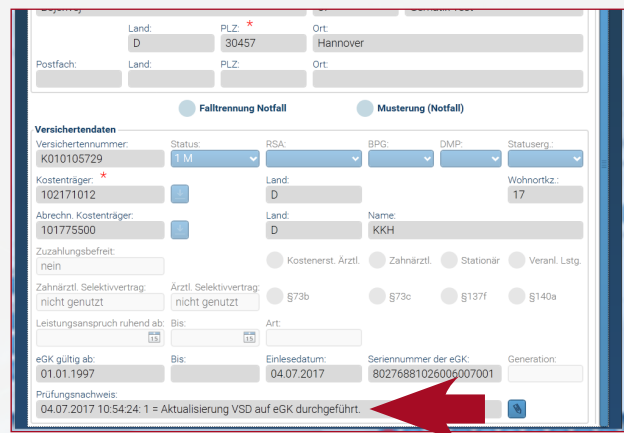 Land: PLZ: * Ort:
D 30457 Hannover
Postfach: Land: PLZ: Ort:
Falltrennung Notfall Musterung (Notfall)
Versichertendaten
Versichertennummer: Status: RSA: BPG: DMP: Statuserg.:
K010105729 1 M
Kostenträger: * Land: Wohnortkz.:
102171012 D 17
Abrechn. Kostenträger: Land: Name:
101775500 D KKH
Zuzahlungsbefreit:
nein Kostenerst. Ärztl. Zahnärztl. Stationär Veranl. Lstg.
Zahnärztl. Selektivvertrag: Ärztl. Selektivvertrag:
nicht genutzt nicht genutzt §73b §73c §137f §140a
Leistungsanspruch ruhend ab: Bis: Art:
15 15
eGK gültig ab: Bis: Einlesedatum: Seriennummer der eGK: Generation:
01.01.1997 04.07.2017 80276881026006007001
Prüfungsnachweis:
04.07.2017 10:54:24: 1 = Aktualisierung VSD auf eGK durchgeführt.